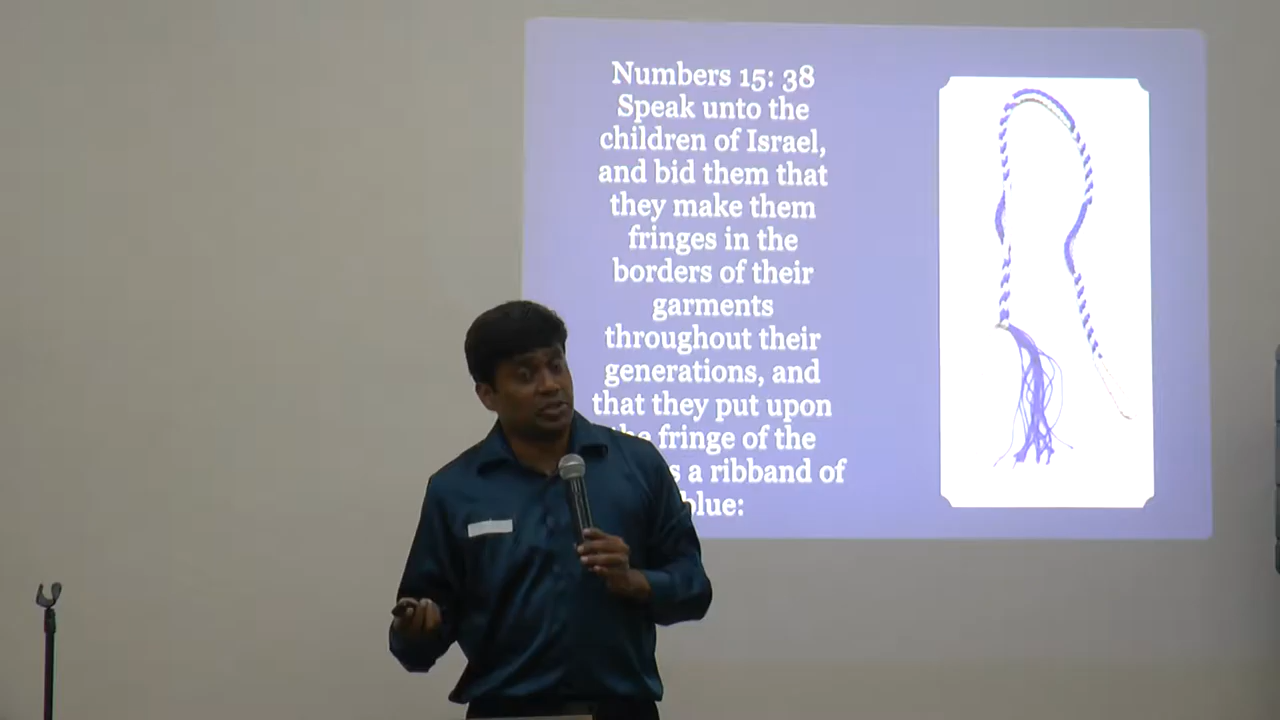 Numbers 15: 38
Speak unto the
children of Israel,
and bid them that
they make them
fringes in the
borders of their
garments
throughout their
generations, and
that they put upon
the fringe of the
s a ribband of
blue: